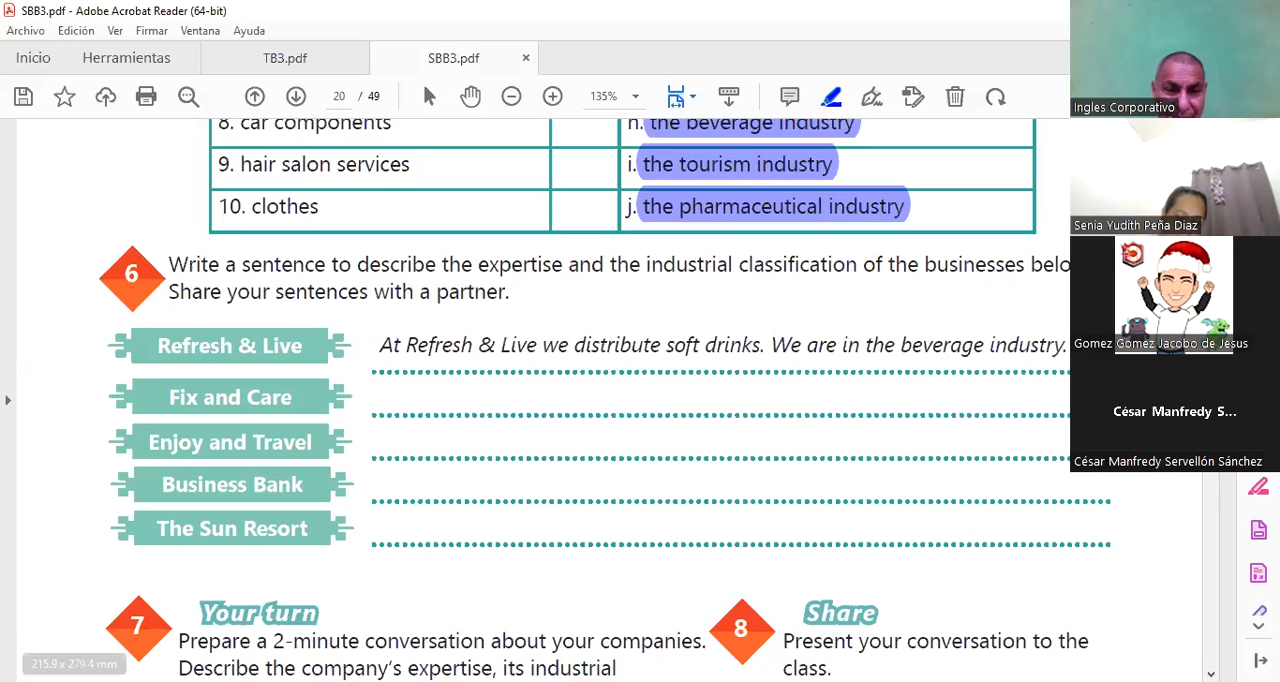 SBB3.pdf - Adobe Acrobat Reader (64-bit)
Archivo Edición Ver Firmar Ventana Ayuda
Inicio Herramientas TB3.pdf SBB3.pdf ×
20 / 49 135%
8. car components h. the beverage industry
9. hair salon services i. the tourism industry
10. clothes j. the pharmaceutical industry
6 Write a sentence to describe the expertise and the industrial classification of the businesses belo
Share your sentences with a partner.
Refresh & Live At Refresh & Live we distribute soft drinks. We are in the beverage industry.
Fix and Care
Enjoy and Travel
Business Bank
The Sun Resort
7 Your turn
Prepare a 2-minute conversation about your companies.
Describe the company's expertise, its industrial
8 Share
Present your conversation to the
class.
215.9 x 279.4 mm
Ingles Corporativo
Senia Yudith Peña Diaz
Gomez Gomez Jacobo de Jesus
César Manfredy S...
César Manfredy Servellón Sánchez